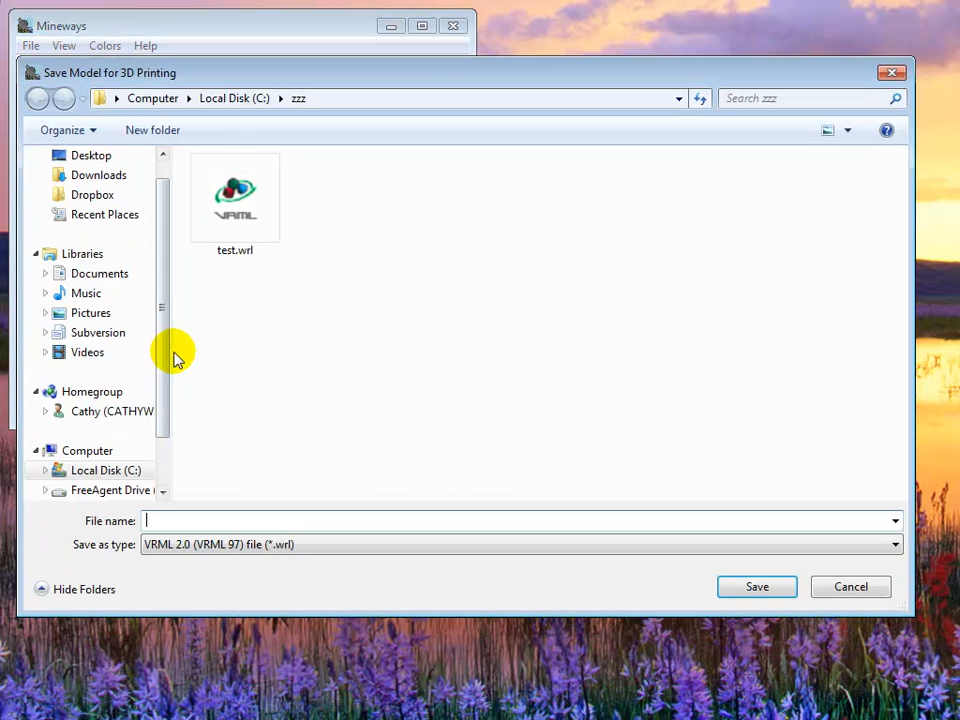 Mineways
File View Colors Help
Save Model for 3D Printing
Computer Local Disk (C:) zzz
Search zzz
Organize New folder
Desktop
Downloads
Dropbox
Recent Places
Libraries
Documents
Music
Pictures
Subversion
Videos
Homegroup
Cathy (CATHYW
Computer
Local Disk (C:)
FreeAgent Drive (
VRML
test.wrl
File name:
Save as type: VRML 2.0 (VRML 97) file (*.wrl)
Hide Folders
Save Cancel